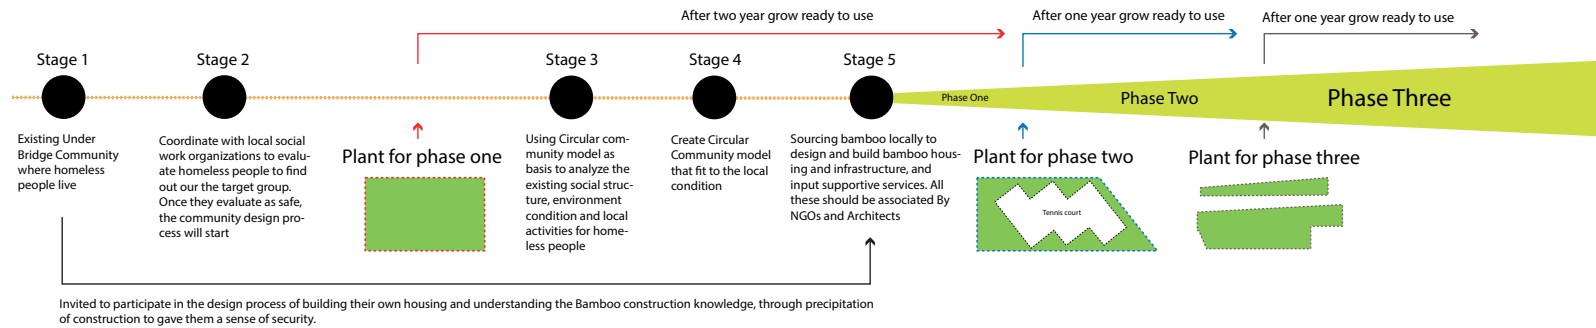 After two year grow ready to use
After one year grow ready to use
After one year grow ready to use
Stage 1
Stage 2
Stage 3
Stage 4
Stage 5
Phase One
Phase Two
Phase Three
Existing Under
Bridge Community
where homeless
people live
Coordinate with local social
work organizations to evalu-
ate homeless people to find
out our the target group.
Once they evaluate as safe,
the community design pro-
cess will start
Plant for phase one
Using Circular com-
munity model as
basis to analyze the
existing social struc-
ture, environment
condition and local
activities for home-
less people
Create Circular
Community model
that fit to the local
condition
Sourcing bamboo locally to
design and build bamboo hous-
ing and infrastructure, and
input supportive services. All
these should be associated By
NGOs and Architects
Plant for phase two
Tennis court
Plant for phase three
Invited to participate in the design process of building their own housing and understanding the Bamboo construction knowledge, through precipitation
of construction to gave them a sense of security.